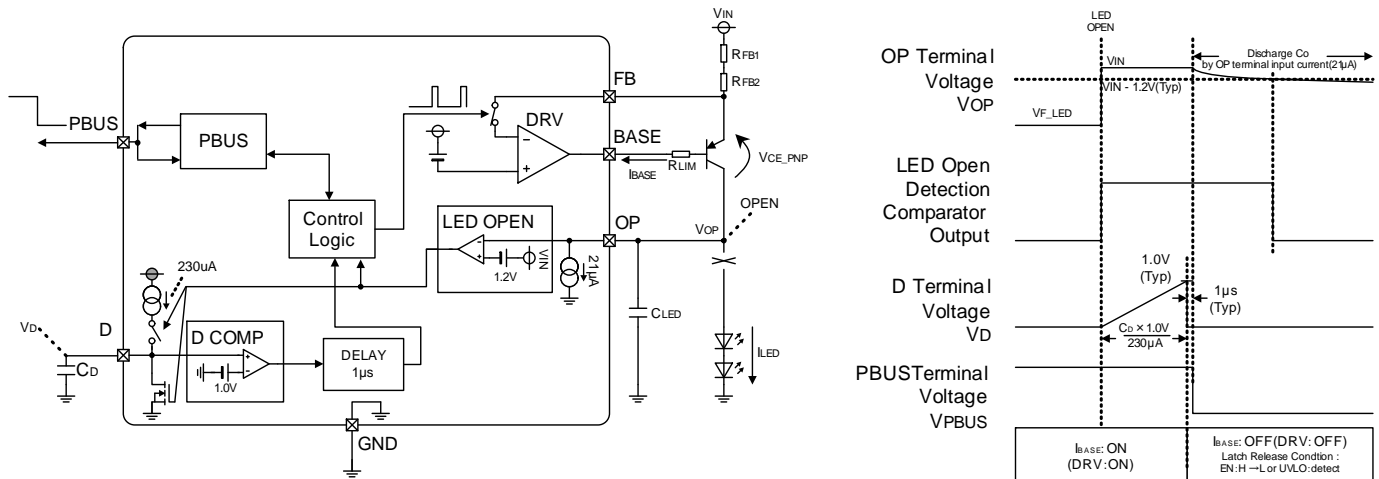 VIN
RFB1
RFB2
FB
DRV
BASE
IBASE
RLIM
VCE_PNP
PBUS
PBUS
Control
Logic
LED OPEN
1.2V
VIN
OP
21µA
VOP
OPEN
CLED
ILED
230uA
VD
D
CD
D COMP
1.0V
DELAY
1µs
GND
LED
OPEN
OP Terminal
Voltage
VOP
VIN
Discharge Co
by OP terminal input current(21µA)
VIN - 1.2V(Typ)
VF_LED
LED Open
Detection
Comparator
Output
D Terminal
Voltage
VD
1.0V
(Typ)
1µs
(Typ)
CD × 1.0V
230µA
PBUSTerminal
Voltage
VPBUS
IBASE: ON
(DRV:ON)
IBASE: OFF(DRV: OFF)
Latch Release Condtion :
EN:H →L or UVLO:detect